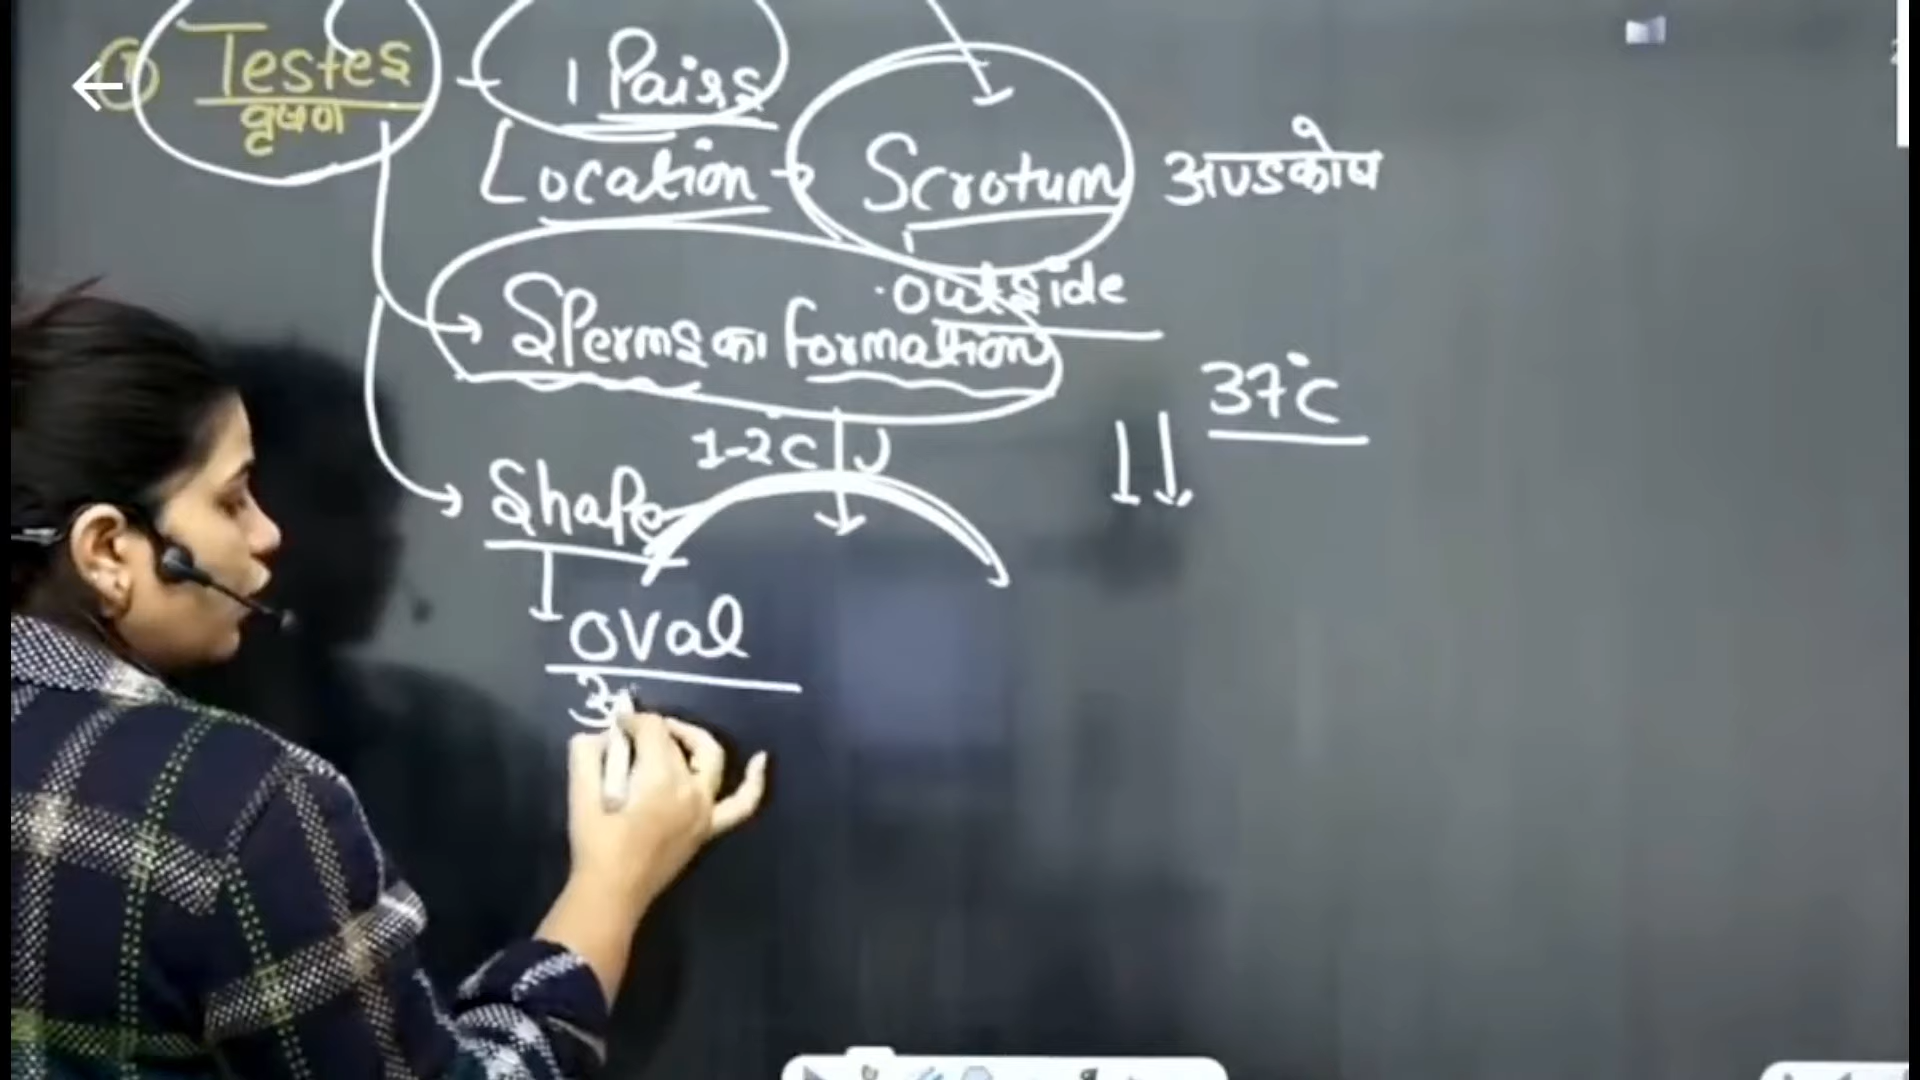 ① Testes - 1 Pairs
वृषण
Location → Scrotum अण्डकोष
outside
Sperms का formation
37°C
1-2°C ↓
Shape
oval